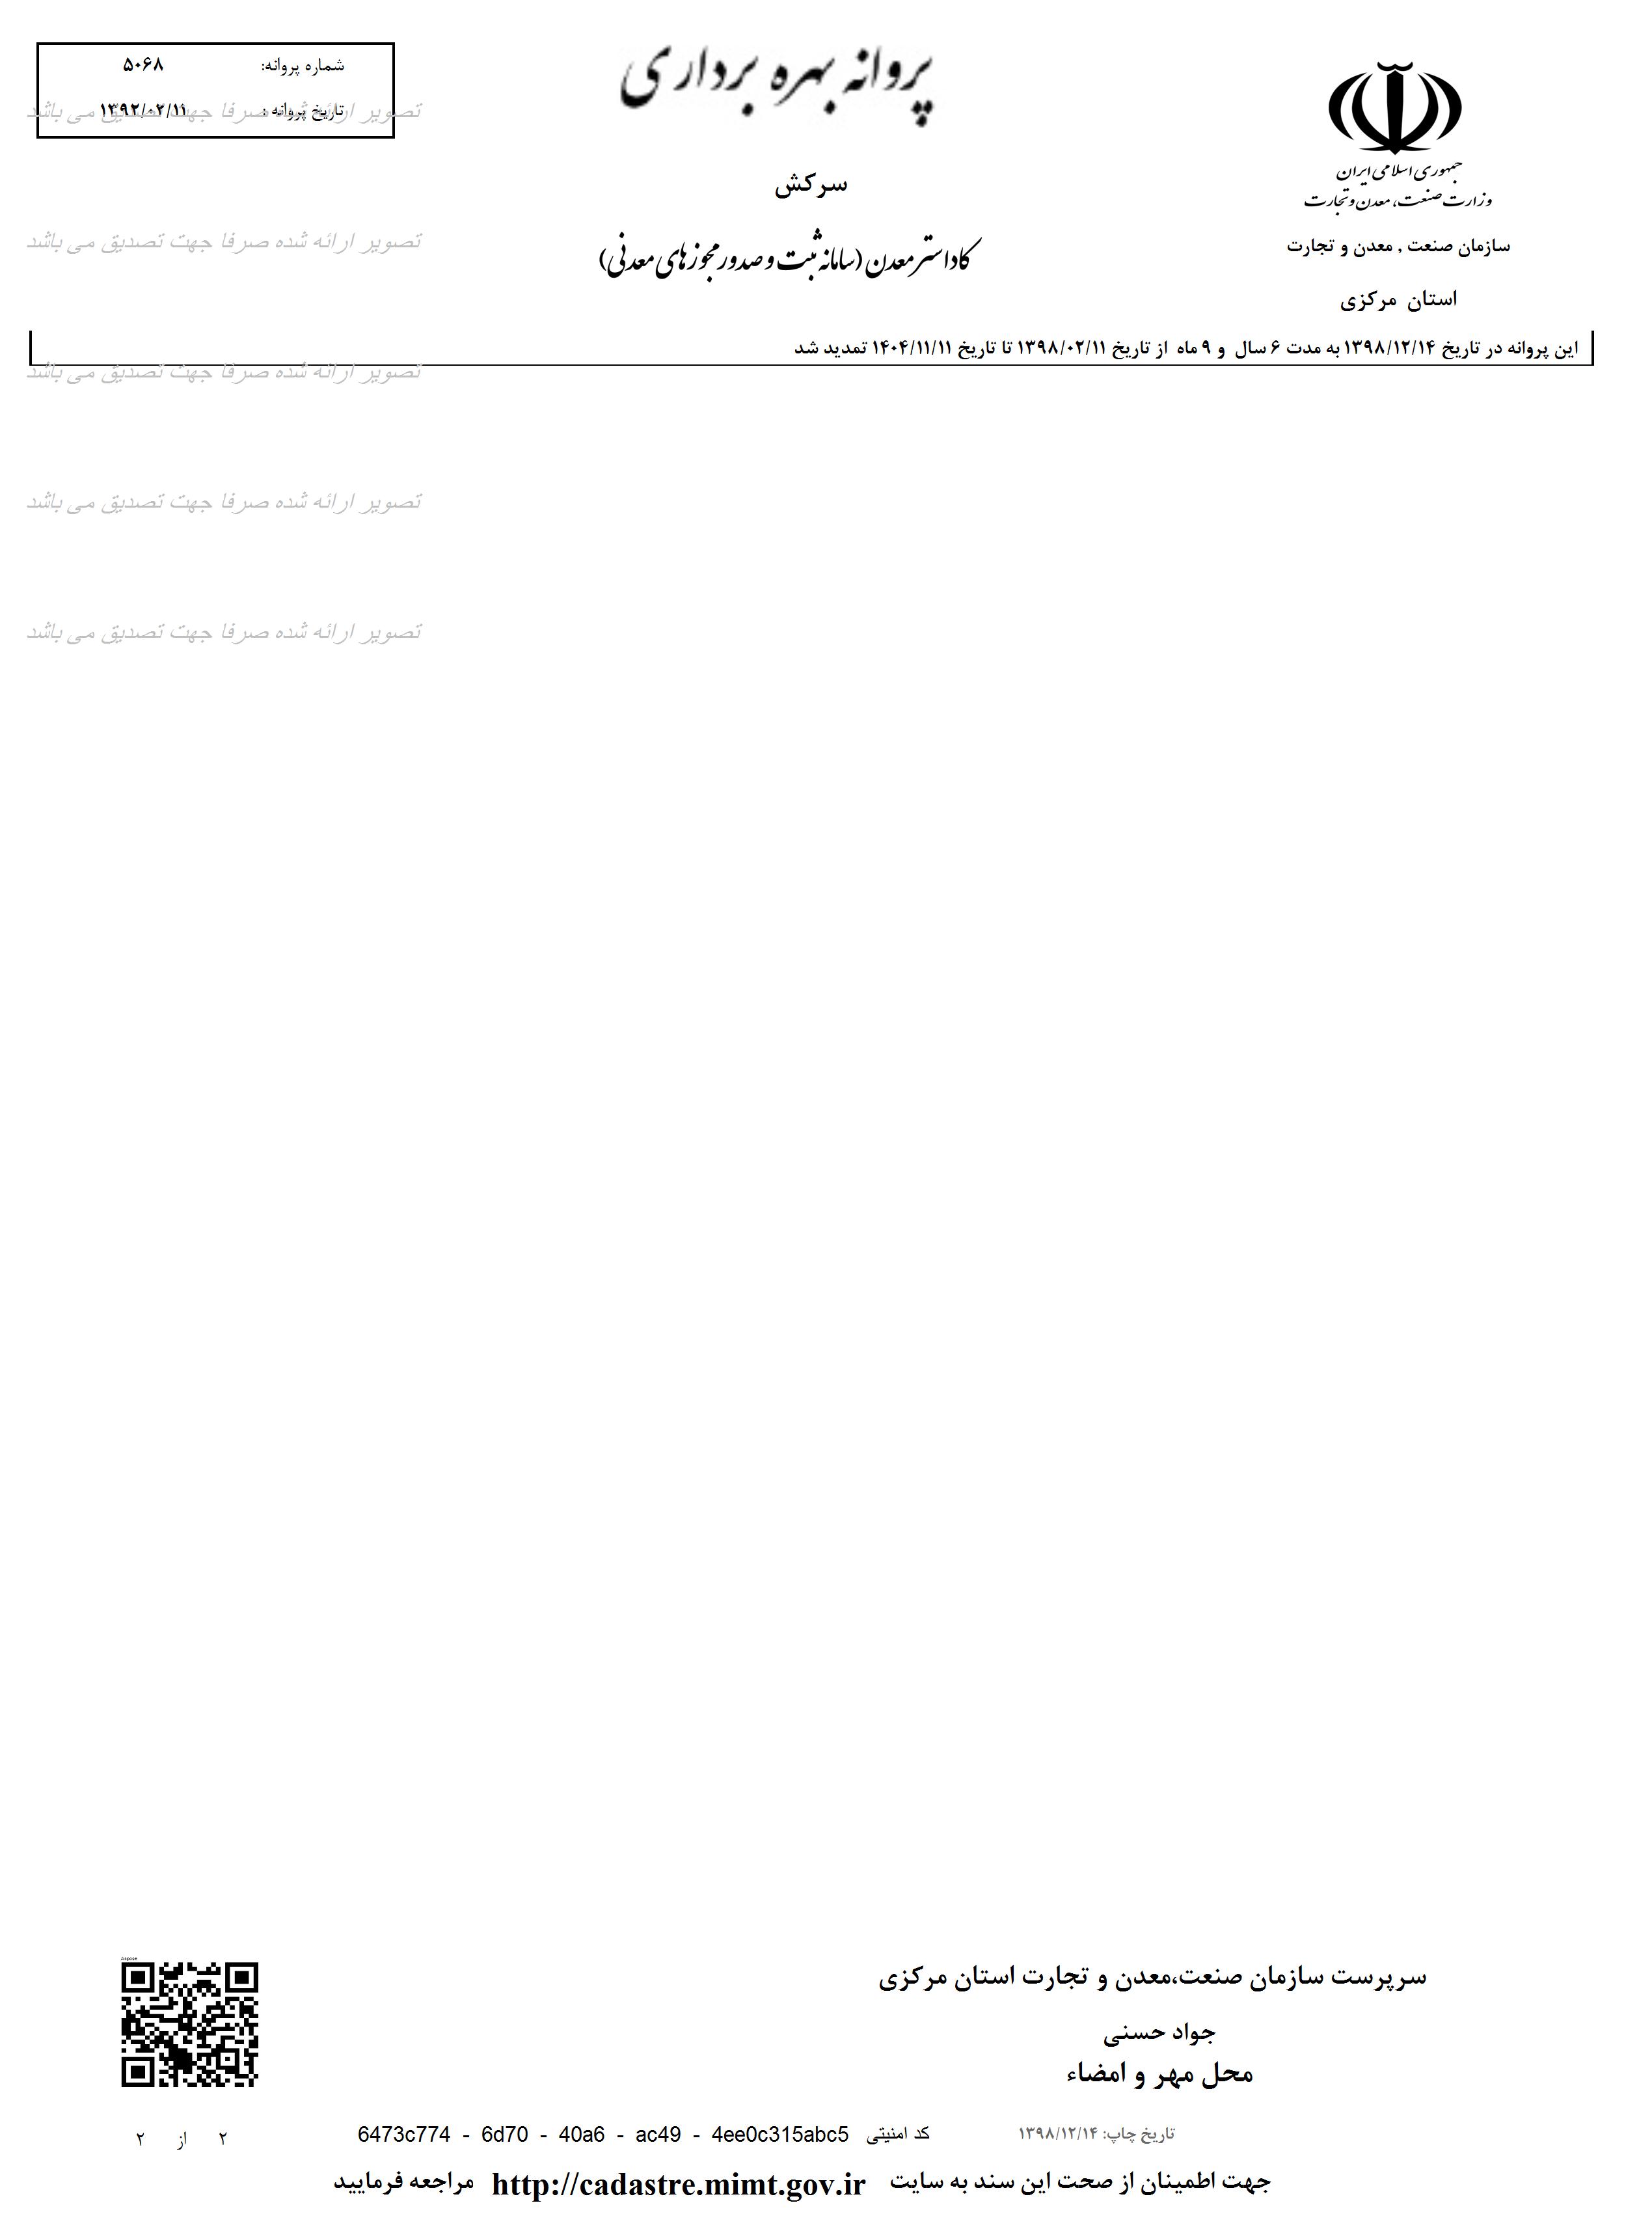 پروانه بهره برداری
سرکش
کاداستر معدن (سامانه ثبت و صدور مجوزهای معدنی)
جمهوری اسلامی ایران
وزارت صنعت، معدن و تجارت
سازمان صنعت , معدن و تجارت
استان مرکزی
شماره پروانه: ۵۰۶۸
تاریخ پروانه : ۱۳۹۲/۰۲/۱۱
تصویر ارائه شده صرفا جهت تصدیق می باشد
تصویر ارائه شده صرفا جهت تصدیق می باشد
این پروانه در تاریخ ۱۳۹۸/۱۲/۱۴ به مدت ۶ سال و ۹ ماه از تاریخ ۱۳۹۸/۰۲/۱۱ تا تاریخ ۱۴۰۴/۱۱/۱۱ تمدید شد
تصویر ارائه شده صرفا جهت تصدیق می باشد
تصویر ارائه شده صرفا جهت تصدیق می باشد
تصویر ارائه شده صرفا جهت تصدیق می باشد
سرپرست سازمان صنعت،معدن و تجارت استان مرکزی
جواد حسنی
محل مهر و امضاء
تاریخ چاپ: ۱۳۹۸/۱۲/۱۴
کد امنیتی 6473c774 - 6d70 - 40a6 - ac49 - 4ee0c315abc5
۲ از ۲
جهت اطمینان از صحت این سند به سایت http://cadastre.mimt.gov.ir مراجعه فرمایید